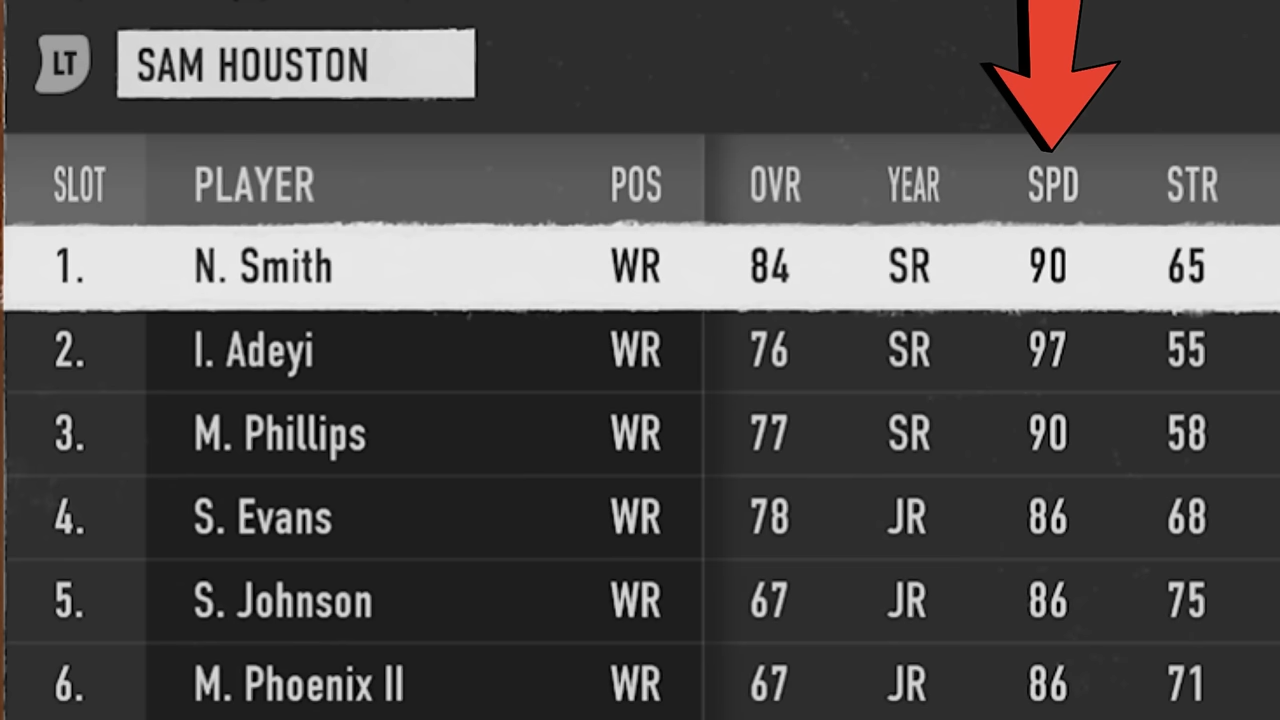 LT SAM HOUSTON
SLOT PLAYER POS OVR YEAR SPD STR
1. N. Smith WR 84 SR 90 65
2. I. Adeyi WR 76 SR 97 55
3. M. Phillips WR 77 SR 90 58
4. S. Evans WR 78 JR 86 68
5. S. Johnson WR 67 JR 86 75
6. M. Phoenix II WR 67 JR 86 71